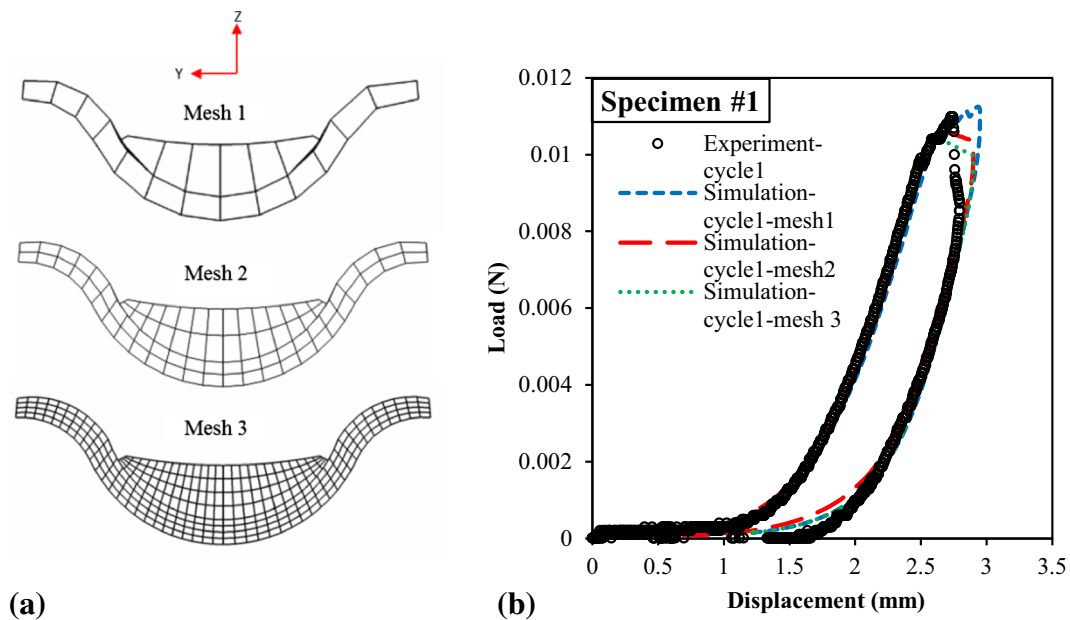 Z
Y
Mesh 1
Mesh 2
Mesh 3
(a)
Specimen #1
Experiment-
cycle1
Simulation-
cycle1-mesh1
Simulation-
cycle1-mesh2
Simulation-
cycle1-mesh 3
Load (N)
0.012
0.01
0.008
0.006
0.004
0.002
0
0 0.5 1 1.5 2 2.5 3 3.5
Displacement (mm)
(b)